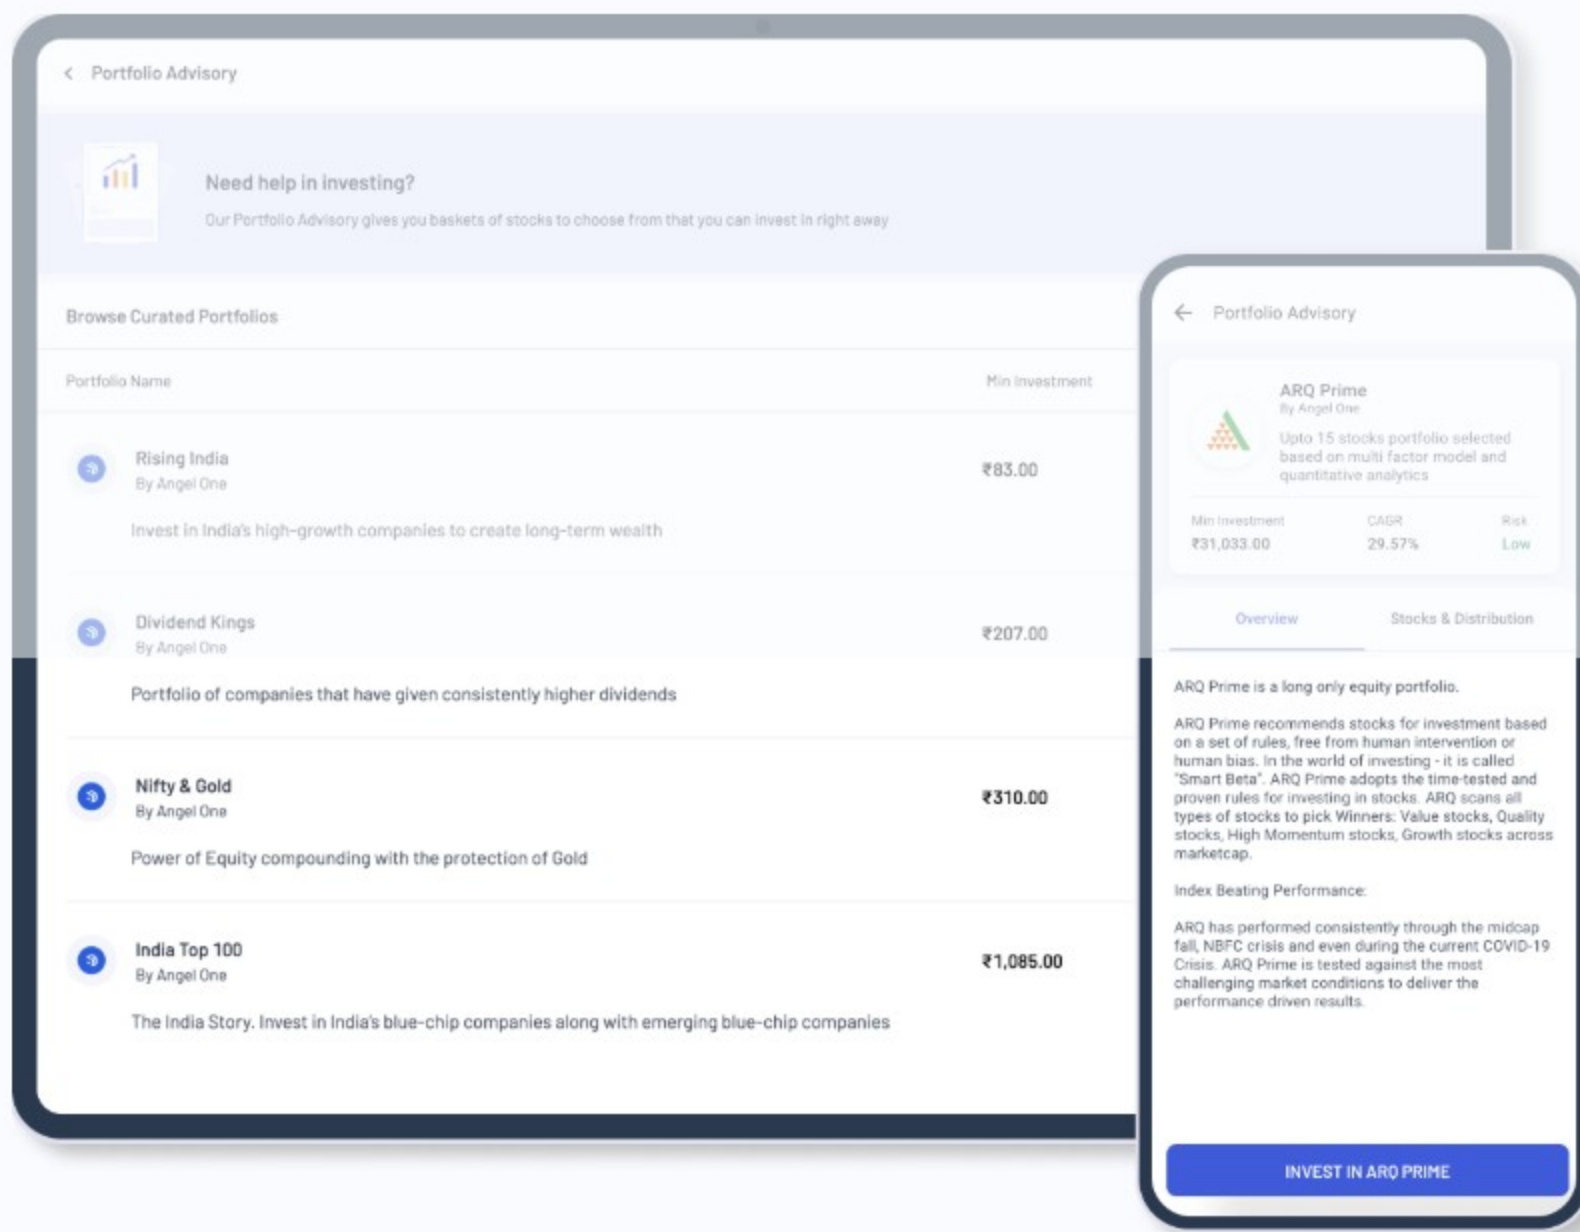 Portfolio Advisory
Need help in investing?
Our Portfolio Advisory gives you baskets of stocks to choose from that you can invest in right away
Browse Curated Portfolios
Portfolio Name
Min Investment
Rising India
By Angel One
₹83.00
Invest in India's high-growth companies to create long-term wealth
Dividend Kings
By Angel One
₹207.00
Portfolio of companies that have given consistently higher dividends
Nifty & Gold
By Angel One
₹310.00
Power of Equity compounding with the protection of Gold
India Top 100
By Angel One
₹1,085.00
The India Story. Invest in India's blue-chip companies along with emerging blue-chip companies
Portfolio Advisory
ARQ Prime
By Angel One
Upto 15 stocks portfolio selected
based on multi factor model and
quantitative analytics
Min Investment
CAGR
Risk
₹31,033.00
29.57%
Low
Overview
Stocks & Distribution
ARQ Prime is a long only equity portfolio.
ARQ Prime recommends stocks for investment based
on a set of rules, free from human intervention or
human bias. In the world of investing - it is called
"Smart Beta". ARQ Prime adopts the time-tested and
proven rules for investing in stocks. ARQ scans all
types of stocks to pick Winners: Value stocks, Quality
stocks, High Momentum stocks, Growth stocks across
marketcap.
Index Beating Performance:
ARQ has performed consistently through the midcap
fall, NBFC crisis and even during the current COVID-19
Crisis. ARQ Prime is tested against the most
challenging market conditions to deliver the
performance driven results.
INVEST IN ARQ PRIME